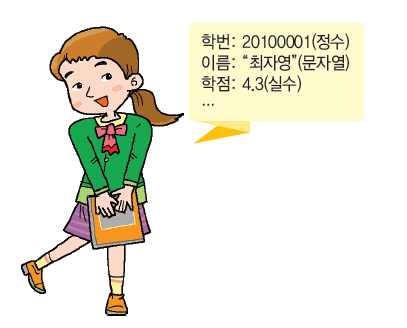 학번: 20100001(정수)
이름: “최자영”(문자열)
학점: 4.3(실수)
...